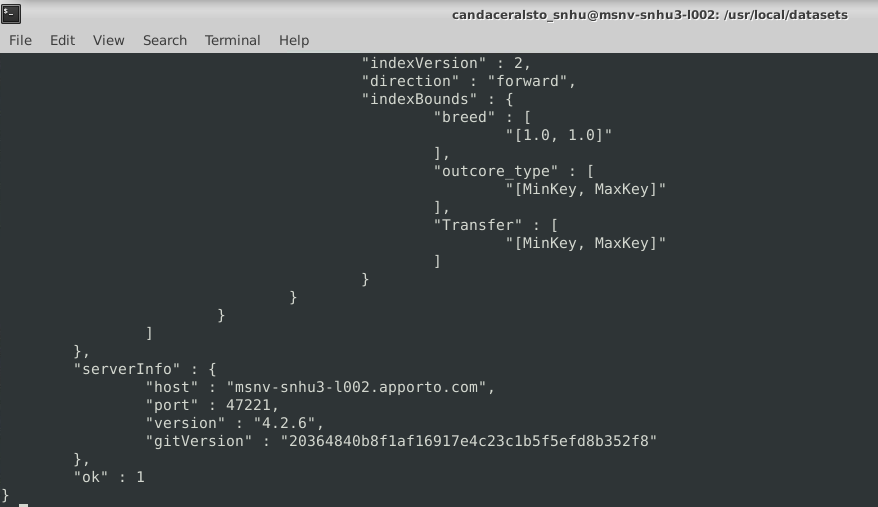 candaceralsto_snhu@msnv-snhu3-l002: /usr/local/datasets
File Edit View Search Terminal Help
"indexVersion" : 2,
"direction" : "forward",
"indexBounds" : {
"breed" : [
"[1.0, 1.0]"
],
"outcore_type" : [
"[MinKey, MaxKey]"
],
"Transfer" : [
"[MinKey, MaxKey]"
]
}
}
}
]
},
"serverInfo" : {
"host" : "msnv-snhu3-l002.apporto.com",
"port" : 47221,
"version" : "4.2.6",
"gitVersion" : "20364840b8f1af16917e4c23c1b5f5efd8b352f8"
},
"ok" : 1
}